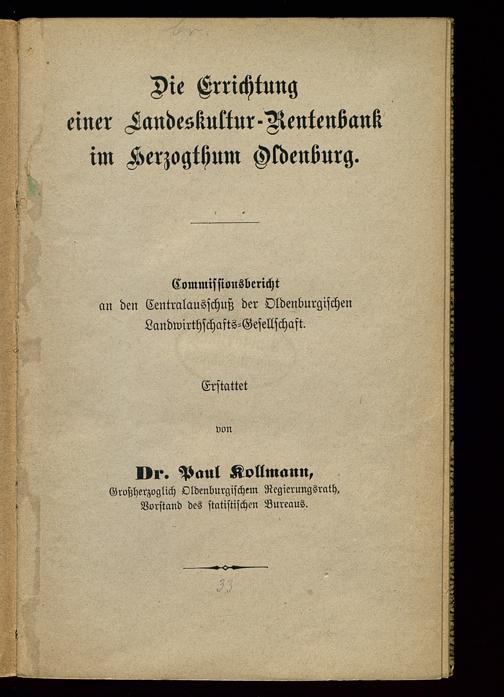 Die Errichtung
einer Landeskultur-Rentenbank
im Herzogthum Oldenburg.
Commissionsbericht
an den Centralausschuß der Oldenburgischen
Landwirthschafts-Gesellschaft.
Erstattet
von
Dr. Paul Kollmann,
Großherzoglich Oldenburgischem Regierungsrath,
Vorstand des statistischen Bureaus.
33